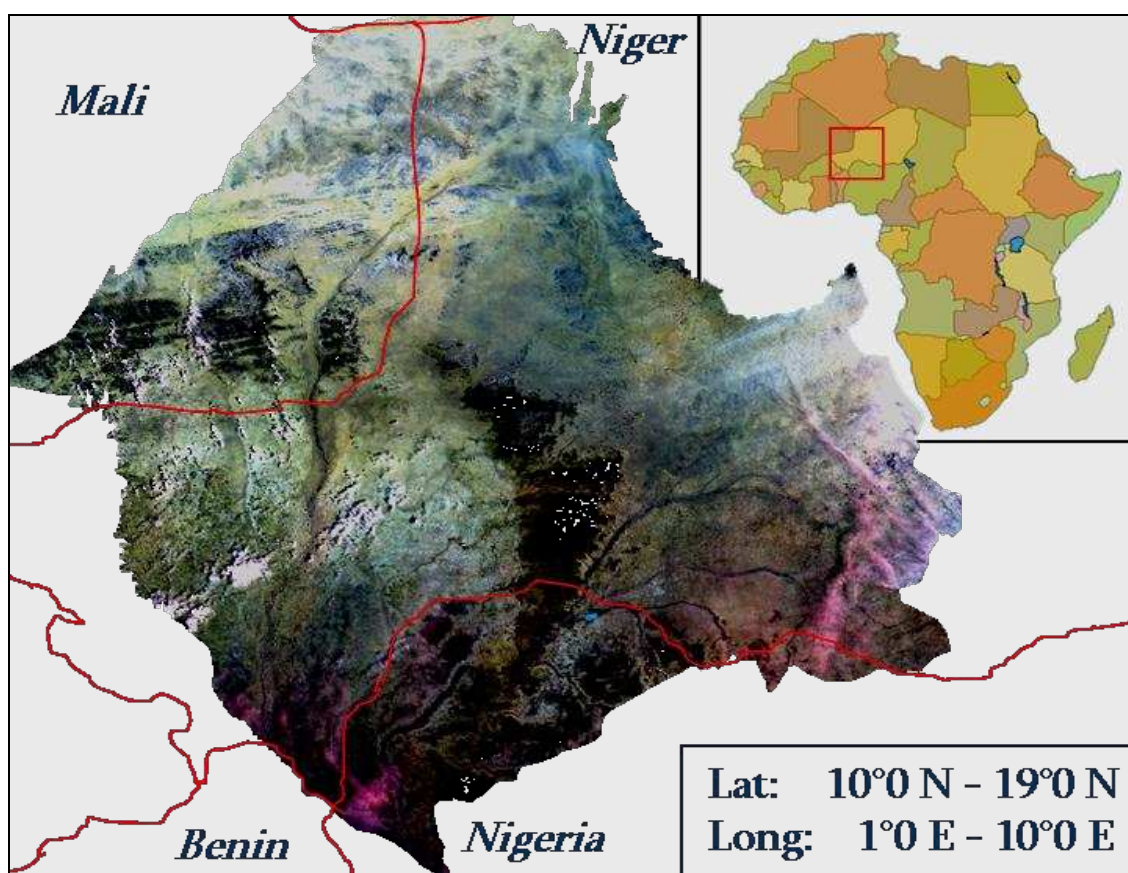 Niger
Mali
Lat: 10°0 N – 19°0 N
Long: 1°0 E – 10°0 E
Benin
Nigeria